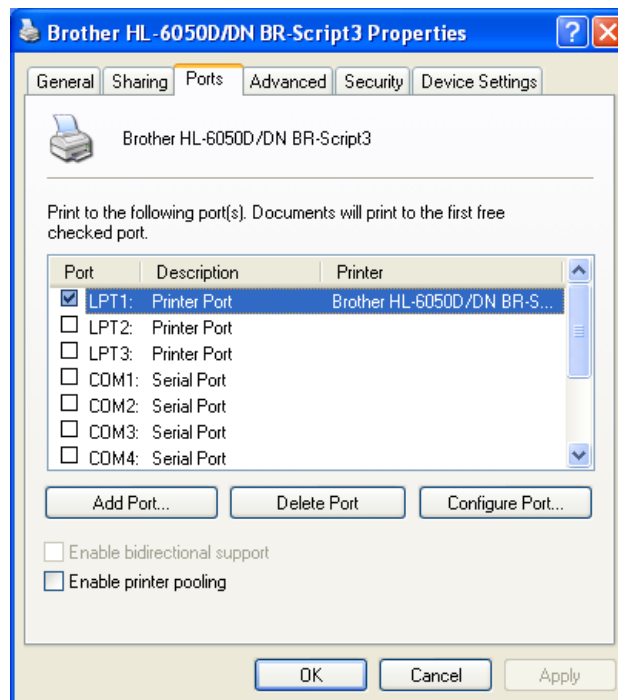 Brother HL-6050D/DN BR-Script3 Properties
General Sharing Ports Advanced Security Device Settings
Brother HL-6050D/DN BR-Script3
Print to the following port(s). Documents will print to the first free
checked port.
Port Description Printer
LPT1: Printer Port Brother HL-6050D/DN BR-S...
LPT2: Printer Port
LPT3: Printer Port
COM1: Serial Port
COM2: Serial Port
COM3: Serial Port
COM4: Serial Port
Add Port... Delete Port Configure Port...
Enable bidirectional support
Enable printer pooling
OK Cancel Apply